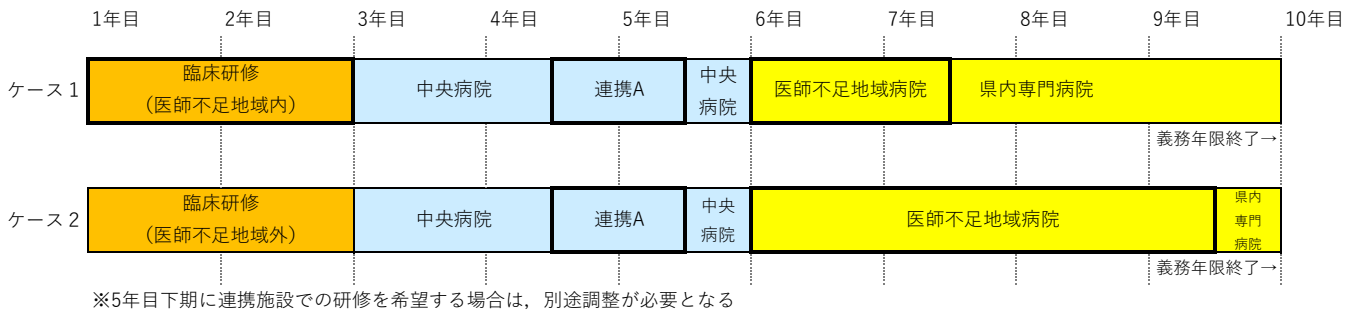 1年目 2年目 3年目 4年目 5年目 6年目 7年目 8年目 9年目 10年目
ケース1
臨床研修
（医師不足地域内）
中央病院
連携A
中央
病院
医師不足地域病院
県内専門病院
義務年限終了→
ケース2
臨床研修
（医師不足地域外）
中央病院
連携A
中央
病院
医師不足地域病院
県内
専門
病院
義務年限終了→
※5年目下期に連携施設での研修を希望する場合は，別途調整が必要となる